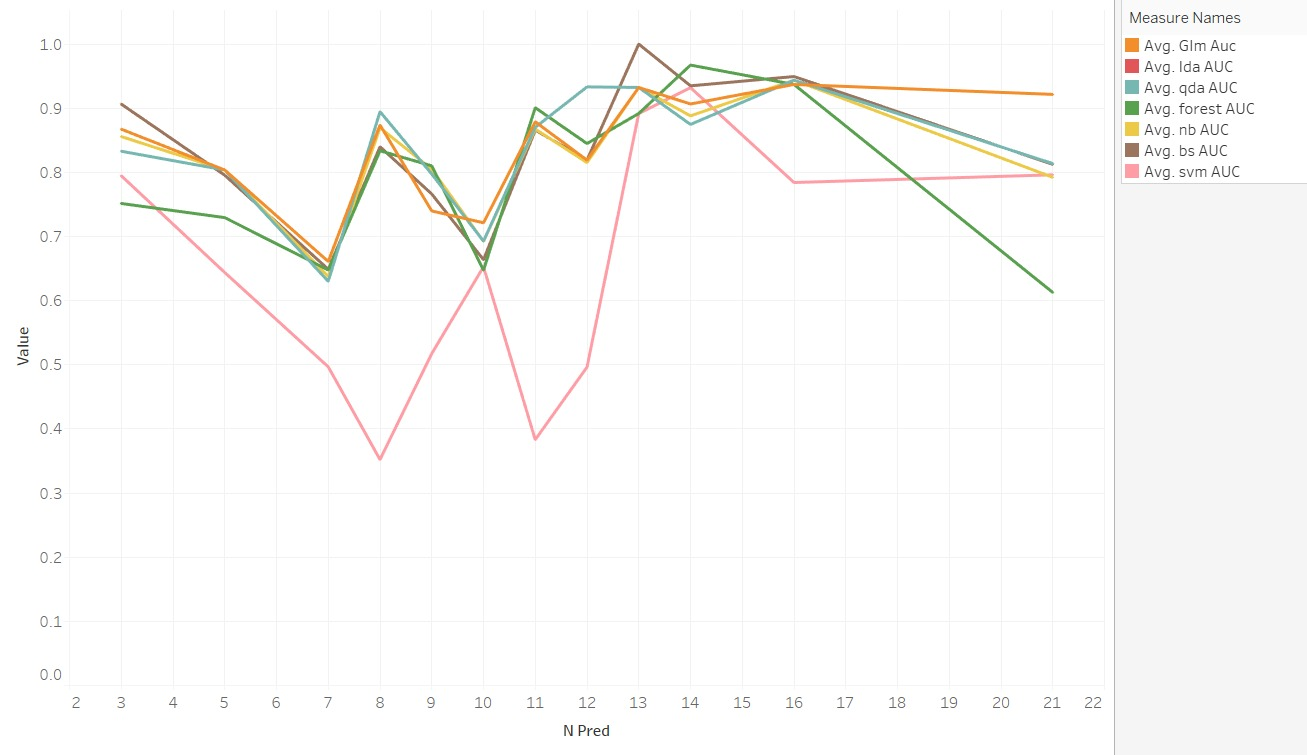 Measure Names
Avg. Glm Auc
Avg. lda AUC
Avg. qda AUC
Avg. forest AUC
Avg. nb AUC
Avg. bs AUC
Avg. svm AUC
1.0
0.9
0.8
0.7
0.6
0.5
0.4
0.3
0.2
0.1
0.0
Value
2 3 4 5 6 7 8 9 10 11 12 13 14 15 16 17 18 19 20 21 22
N Pred